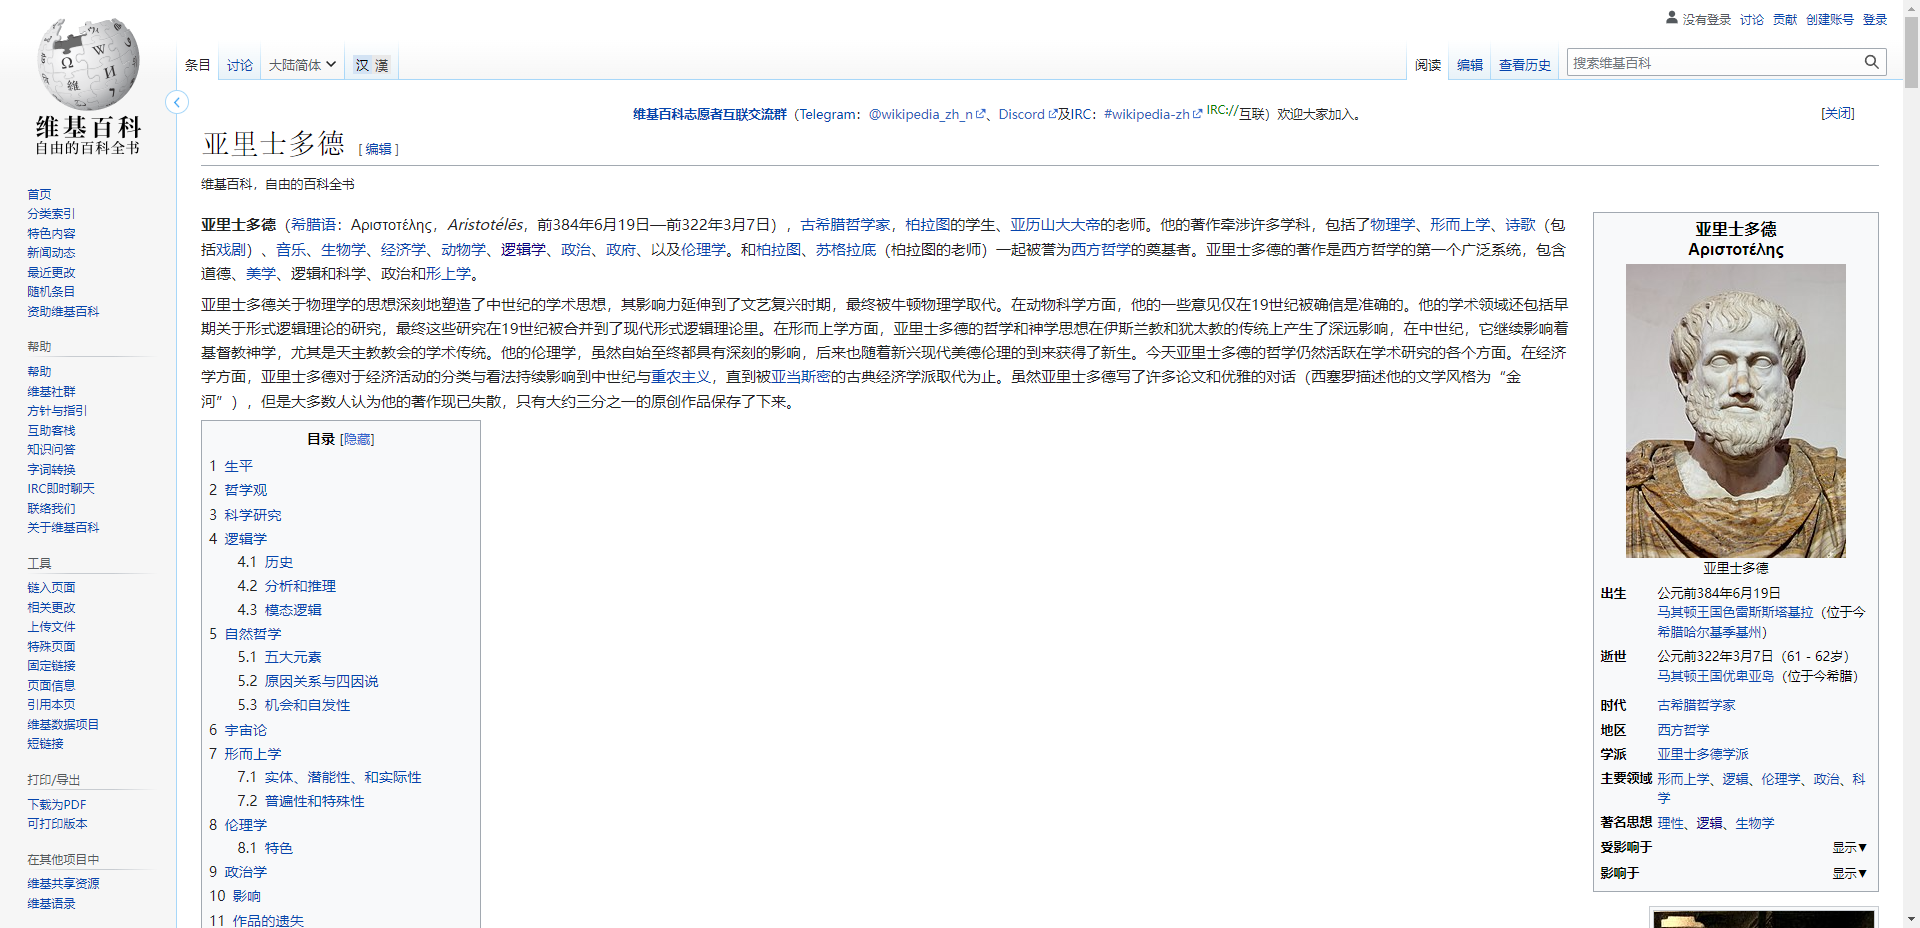 没有登录 讨论 贡献 创建账号 登录
条目 讨论 大陆简体 汉 漢 阅读 编辑 查看历史 搜索维基百科
维基百科
自由的百科全书
维基百科志愿者互联交流群（Telegram：@wikipedia_zh_n、Discord及IRC：#wikipedia-zh IRC://互联）欢迎大家加入。 [关闭]
亚里士多德 [ 编辑 ]
维基百科，自由的百科全书
首页
分类索引
特色内容
新闻动态
最近更改
随机条目
资助维基百科
帮助
帮助
维基社群
方针与指引
互助客栈
知识问答
字词转换
IRC即时聊天
联络我们
关于维基百科
工具
链入页面
相关更改
上传文件
特殊页面
固定链接
页面信息
引用本页
维基数据项目
短链接
打印/导出
下载为PDF
可打印版本
在其他项目中
维基共享资源
维基语录
亚里士多德（希腊语：Αριστοτέλης，Aristotélēs，前384年6月19日—前322年3月7日），古希腊哲学家，柏拉图的学生、亚历山大大帝的老师。他的著作牵涉许多学科，包括了物理学、形而上学、诗歌（包
括戏剧）、音乐、生物学、经济学、动物学、逻辑学、政治、政府、以及伦理学。和柏拉图、苏格拉底（柏拉图的老师）一起被誉为西方哲学的奠基者。亚里士多德的著作是西方哲学的第一个广泛系统，包含
道德、美学、逻辑和科学、政治和形上学。
亚里士多德关于物理学的思想深刻地塑造了中世纪的学术思想，其影响力延伸到了文艺复兴时期，最终被牛顿物理学取代。在动物科学方面，他的一些意见仅在19世纪被确信是准确的。他的学术领域还包括早
期关于形式逻辑理论的研究，最终这些研究在19世纪被合并到了现代形式逻辑理论里。在形而上学方面，亚里士多德的哲学和神学思想在伊斯兰教和犹太教的传统上产生了深远影响，在中世纪，它继续影响着
基督教神学，尤其是天主教教会的学术传统。他的伦理学，虽然自始至终都具有深刻的影响，后来也随着新兴现代美德伦理的到来获得了新生。今天亚里士多德的哲学仍然活跃在学术研究的各个方面。在经济
学方面，亚里士多德对于经济活动的分类与看法持续影响到中世纪与重农主义，直到被亚当斯密的古典经济学派取代为止。虽然亚里士多德写了许多论文和优雅的对话（西塞罗描述他的文学风格为“金
河”），但是大多数人认为他的著作现已失散，只有大约三分之一的原创作品保存了下来。
目录 [隐藏]
1 生平
2 哲学观
3 科学研究
4 逻辑学
4.1 历史
4.2 分析和推理
4.3 模态逻辑
5 自然哲学
5.1 五大元素
5.2 原因关系与四因说
5.3 机会和自发性
6 宇宙论
7 形而上学
7.1 实体、潜能性、和实际性
7.2 普遍性和特殊性
8 伦理学
8.1 特色
9 政治学
10 影响
11 作品的遗失
亚里士多德
Αριστοτέλης
亚里士多德
出生 公元前384年6月19日
马其顿王国色雷斯斯塔基拉（位于今
希腊哈尔基季基州）
逝世 公元前322年3月7日（61 - 62岁）
马其顿王国优卑亚岛（位于今希腊）
时代 古希腊哲学家
地区 西方哲学
学派 亚里士多德学派
主要领域 形而上学、逻辑、伦理学、政治、科
学
著名思想 理性、逻辑、生物学
受影响于 显示▼
影响于 显示▼